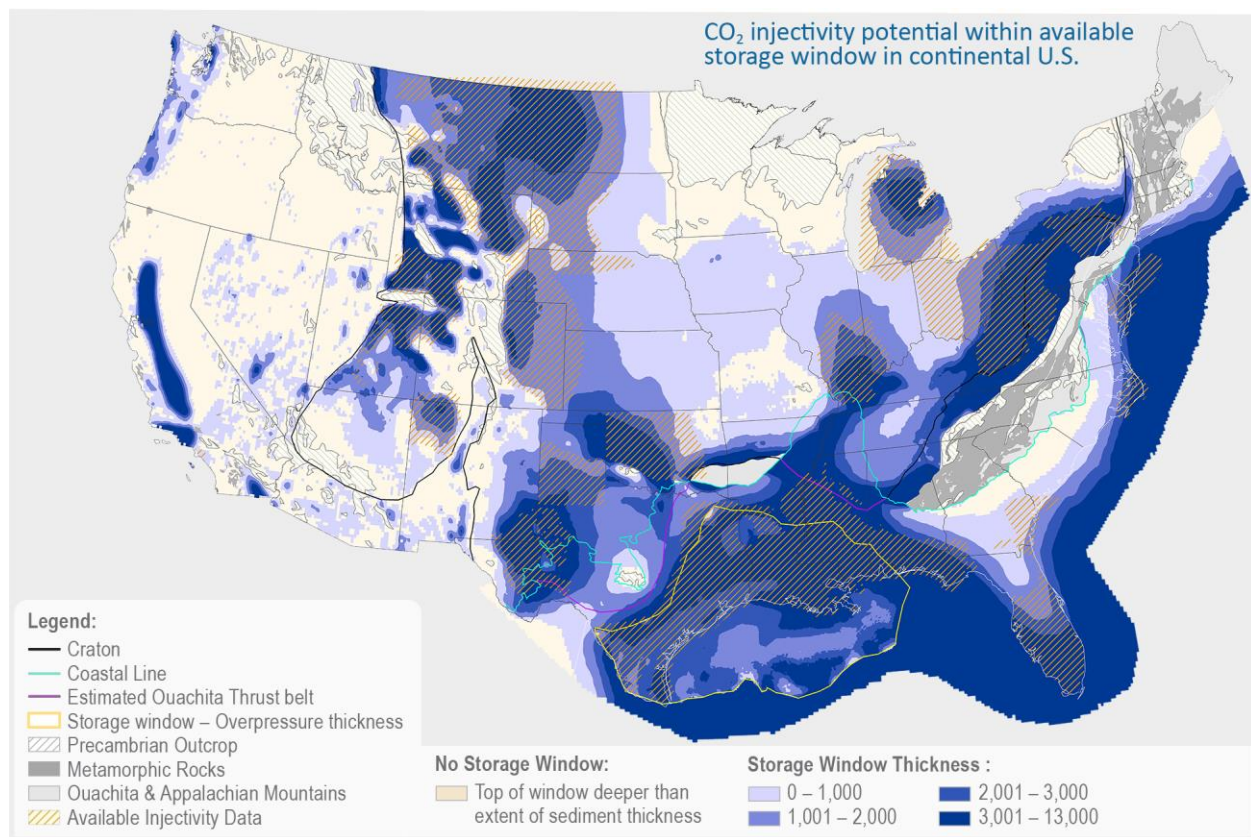 CO₂ injectivity potential within available
storage window in continental U.S.
Legend:
Craton
Coastal Line
Estimated Ouachita Thrust belt
Storage window – Overpressure thickness
Precambrian Outcrop
Metamorphic Rocks
Ouachita & Appalachian Mountains
Available Injectivity Data
No Storage Window:
Top of window deeper than
extent of sediment thickness
Storage Window Thickness :
0 – 1,000
1,001 – 2,000
2,001 – 3,000
3,001 – 13,000